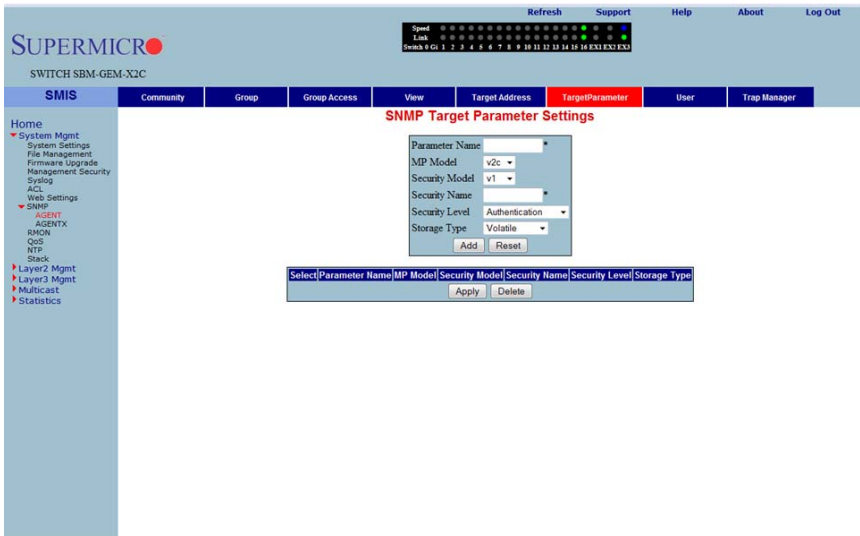 Refresh Support Help About Log Out
Speed
Link
Switch 0 Gi 1 2 3 4 5 6 7 8 9 10 11 12 13 14 15 16 EX1 EX2 EX3
SUPERMICRO
SWITCH SBM-GEM-X2C
SMIS
Community Group Group Access View Target Address TargetParameter User Trap Manager
Home
System Mgmt
System Settings
File Management
Firmware Upgrade
Management Security
Syslog
ACL
Web Settings
SNMP
AGENT
AGENTX
RMON
QoS
NTP
Stack
Layer2 Mgmt
Layer3 Mgmt
Multicast
Statistics
SNMP Target Parameter Settings
Parameter Name *
MP Model v2c
Security Model v1
Security Name *
Security Level Authentication
Storage Type Volatile
Add Reset
Select Parameter Name MP Model Security Model Security Name Security Level Storage Type
Apply Delete